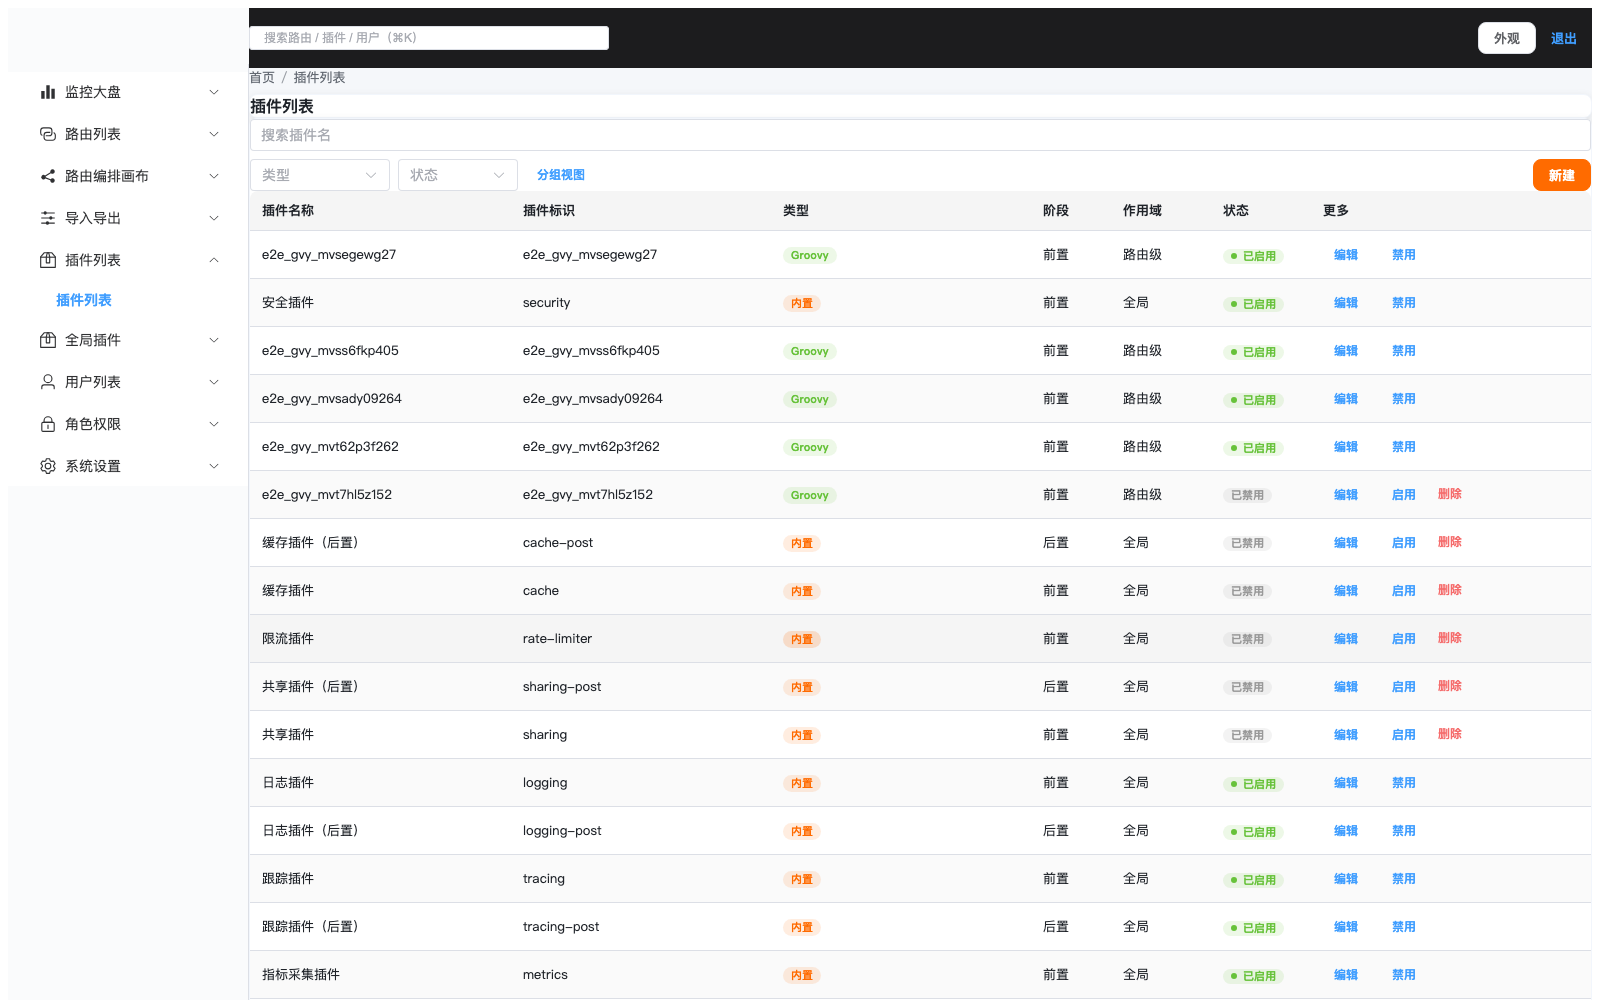 搜索路由 / 插件 / 用户（⌘K）
外观
退出
监控大盘
路由列表
路由编排画布
导入导出
插件列表
插件列表
全局插件
用户列表
角色权限
系统设置
首页 / 插件列表
插件列表
搜索插件名
类型 状态 分组视图 新建
插件名称 插件标识 类型 阶段 作用域 状态 更多
e2e_gvy_mvsegewg27 e2e_gvy_mvsegewg27 Groovy 前置 路由级 已启用 编辑 禁用
安全插件 security 内置 前置 全局 已启用 编辑 禁用
e2e_gvy_mvss6fkp405 e2e_gvy_mvss6fkp405 Groovy 前置 路由级 已启用 编辑 禁用
e2e_gvy_mvsady09264 e2e_gvy_mvsady09264 Groovy 前置 路由级 已启用 编辑 禁用
e2e_gvy_mvt62p3f262 e2e_gvy_mvt62p3f262 Groovy 前置 路由级 已启用 编辑 禁用
e2e_gvy_mvt7hl5z152 e2e_gvy_mvt7hl5z152 Groovy 前置 路由级 已禁用 编辑 启用 删除
缓存插件（后置） cache-post 内置 后置 全局 已禁用 编辑 启用 删除
缓存插件 cache 内置 前置 全局 已禁用 编辑 启用 删除
限流插件 rate-limiter 内置 前置 全局 已禁用 编辑 启用 删除
共享插件（后置） sharing-post 内置 后置 全局 已禁用 编辑 启用 删除
共享插件 sharing 内置 前置 全局 已禁用 编辑 启用 删除
日志插件 logging 内置 前置 全局 已启用 编辑 禁用
日志插件（后置） logging-post 内置 后置 全局 已启用 编辑 禁用
跟踪插件 tracing 内置 前置 全局 已启用 编辑 禁用
跟踪插件（后置） tracing-post 内置 后置 全局 已启用 编辑 禁用
指标采集插件 metrics 内置 前置 全局 已启用 编辑 禁用